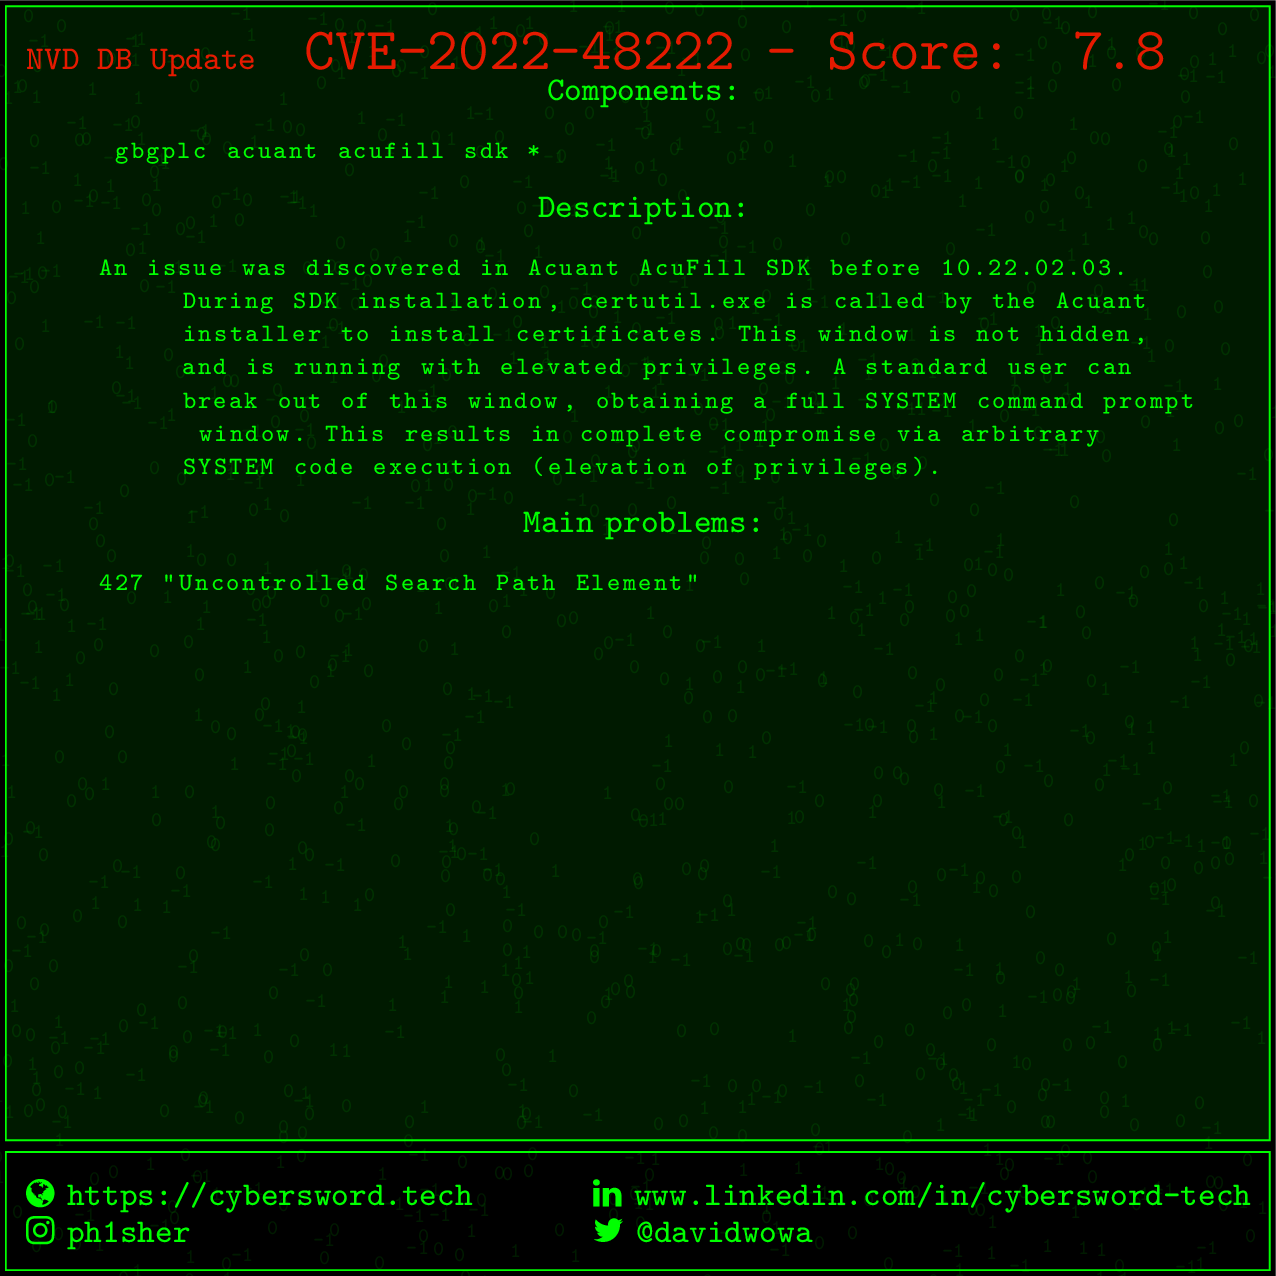 NVD DB Update CVE-2022-48222 - Score: 7.8
Components:
gbgplc acuant acufill sdk *
Description:
An issue was discovered in Acuant AcuFill SDK before 10.22.02.03.
During SDK installation, certutil.exe is called by the Acuant
installer to install certificates. This window is not hidden,
and is running with elevated privileges. A standard user can
break out of this window, obtaining a full SYSTEM command prompt
window. This results in complete compromise via arbitrary
SYSTEM code execution (elevation of privileges).
Main problems:
427 "Uncontrolled Search Path Element"
https://cybersword.tech
www.linkedin.com/in/cybersword-tech
ph1sher
@davidwowa